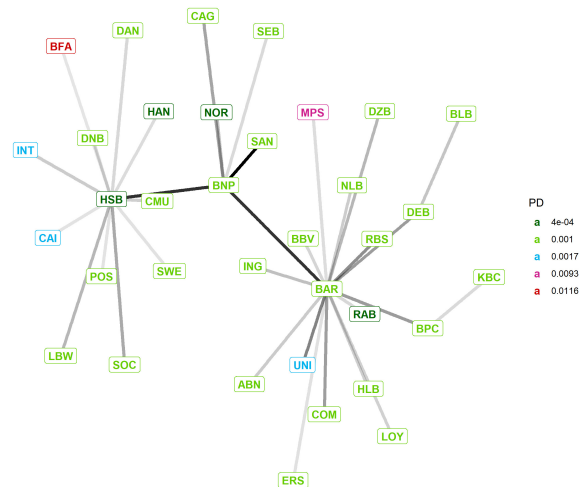 CAG
DAN
SEB
BFA
HAN
NOR
MPS
DZB
BLB
DNB
SAN
INT
BNP
NLB
HSB
CMU
DEB
PD
CAI
BBV
RBS
a 4e-04
a 0.001
POS
SWE
ING
KBC
a 0.0017
BAR
a 0.0093
RAB
a 0.0116
BPC
LBW
SOC
UNI
ABN
HLB
COM
LOY
ERS